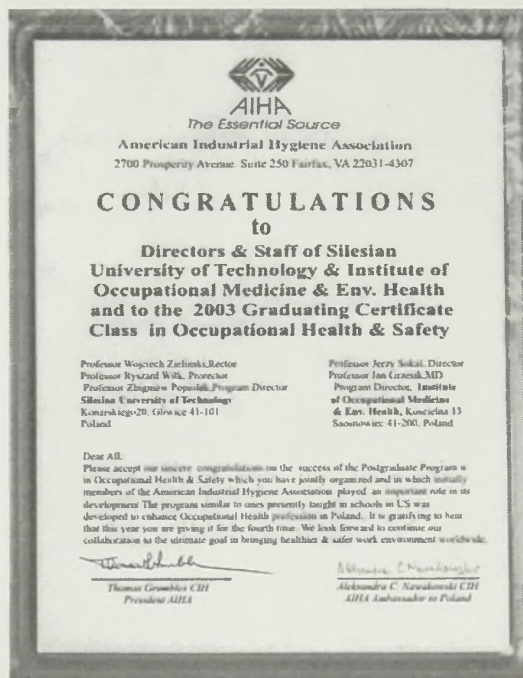 AIHA
The Essential Source
American Industrial Hygiene Association
2700 Prosperity Avenue Suite 250 Fairfax, VA 22031-4307
CONGRATULATIONS
to
Directors & Staff of Silesian
University of Technology & Institute of
Occupational Medicine & Env. Health
and to the 2003 Graduating Certificate
Class in Occupational Health & Safety
Professor Wojciech Zielinski, Rector
Professor Ryszard Wilk, Prorector
Professor Zbigniew Popiolek, Program Director
Silesian University of Technology
Konarskiego 20, Gliwice 41-101
Poland
Professor Jerzy Sokal, Director
Professor Jan Grzesik, MD
Program Director, Institute
of Occupational Medicine
& Env. Health, Koscielna 13
Sosnowiec 41-200, Poland
Dear All:
Please accept our sincere congratulations on the success of the Postgraduate Program
in Occupational Health & Safety which you have jointly organized and in which initially
members of the American Industrial Hygiene Association played an important role in its
development The program similar to ones presently taught in schools in US was
developed to enhance Occupational Health profession in Poland. It is gratifying to hear
that this year you are giving it for the fourth time. We look forward to continue our
collaboration to the ultimate goal in bringing healthier & safer work environment worldwide.
Thomas Grumbles CIH
President AIHA
Aleksandra C. Nawakowski CIH
AIHA Ambassador to Poland